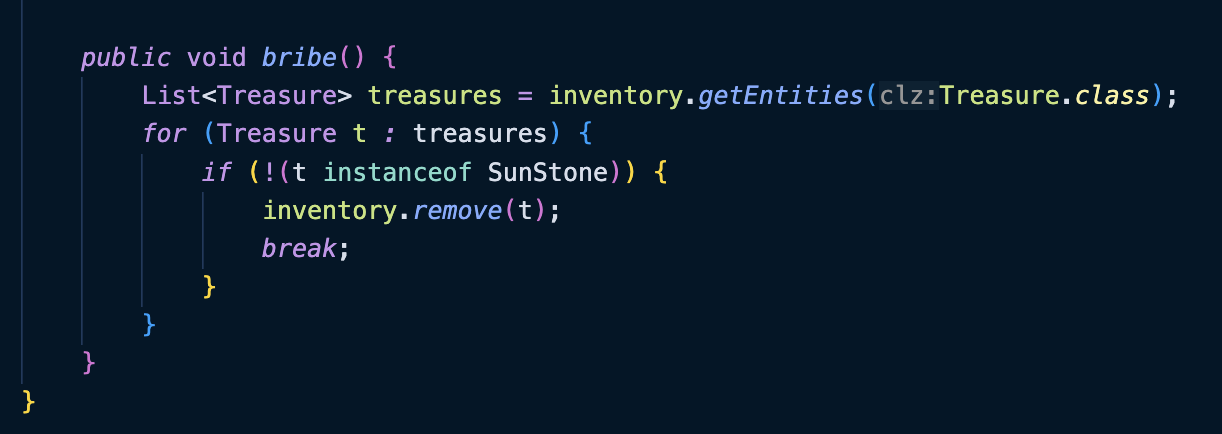 public void bribe() {
List<Treasure> treasures = inventory.getEntities(clz:Treasure.class);
for (Treasure t : treasures) {
if (!(t instanceof SunStone)) {
inventory.remove(t);
break;
}
}
}
}